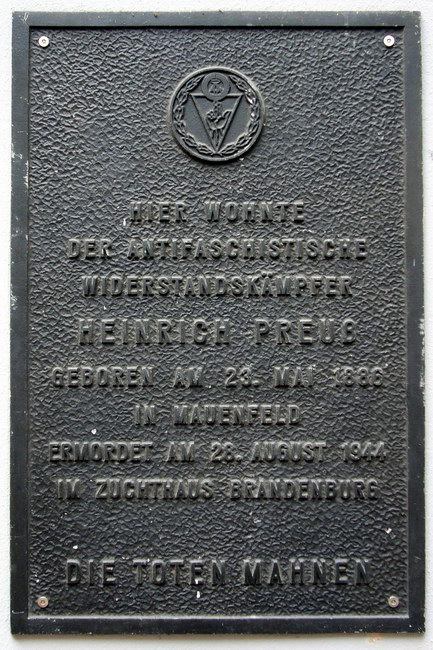 HIER WOHNTE
DER ANTIFASCHISTISCHE
WIDERSTANDSKÄMPFER
HEINRICH PREUẞ
GEBOREN AM 23. MAI 1886
IN MAUENFELD
ERMORDET AM 28. AUGUST 1944
IM ZUCHTHAUS BRANDENBURG
DIE TOTEN MAHNEN